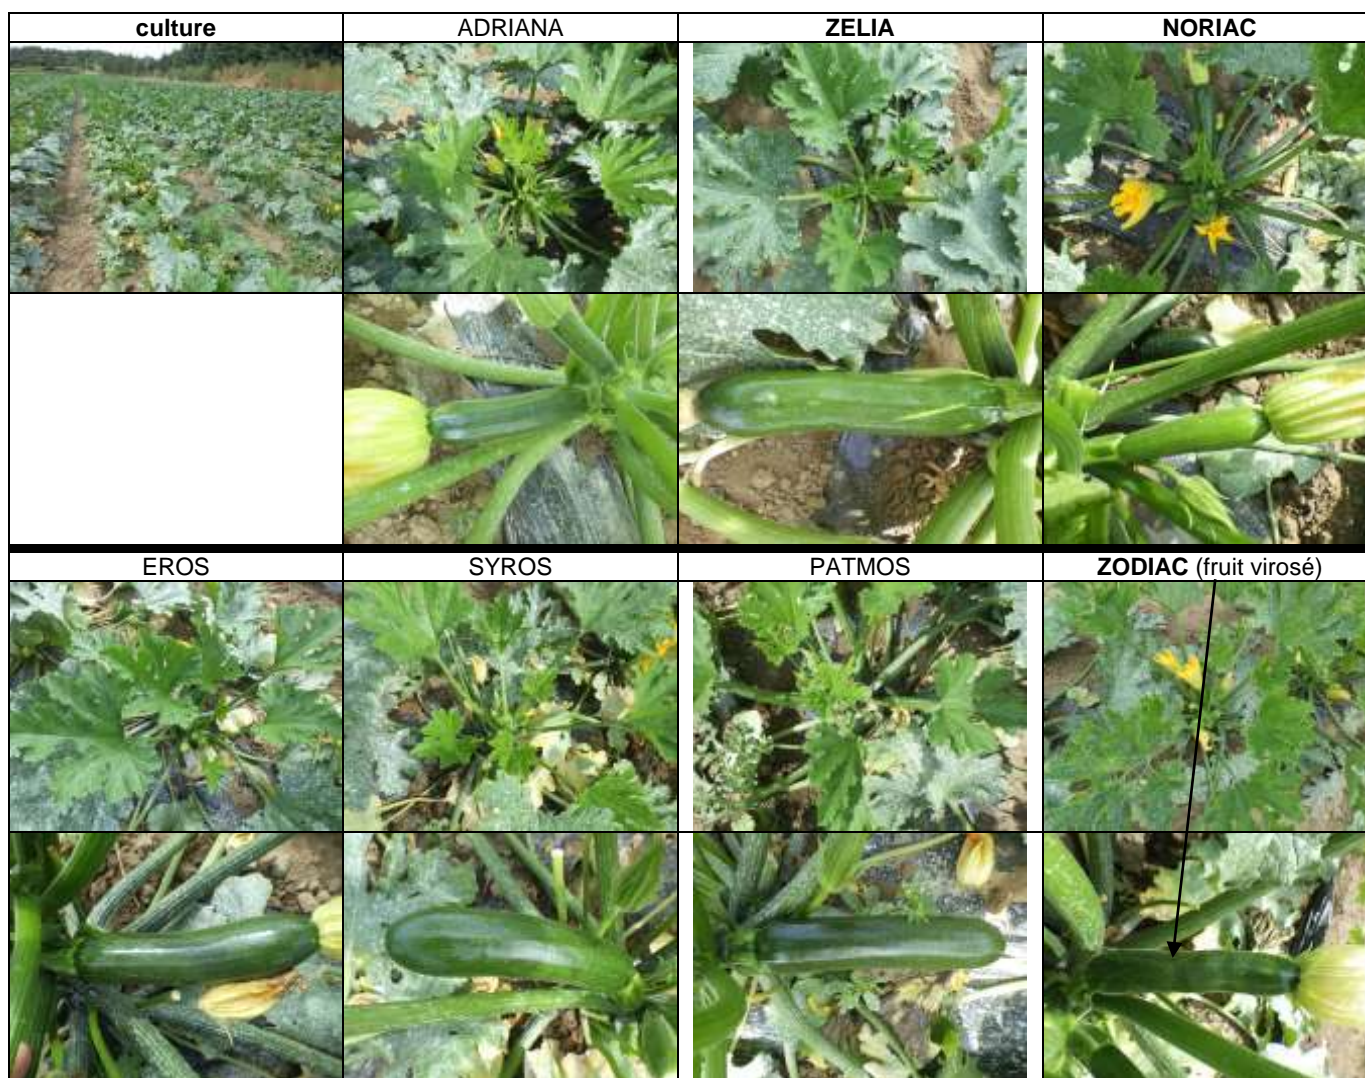 culture
ADRIANA
ZELIA
NORIAC
EROS
SYROS
PATMOS
ZODIAC (fruit virosé)